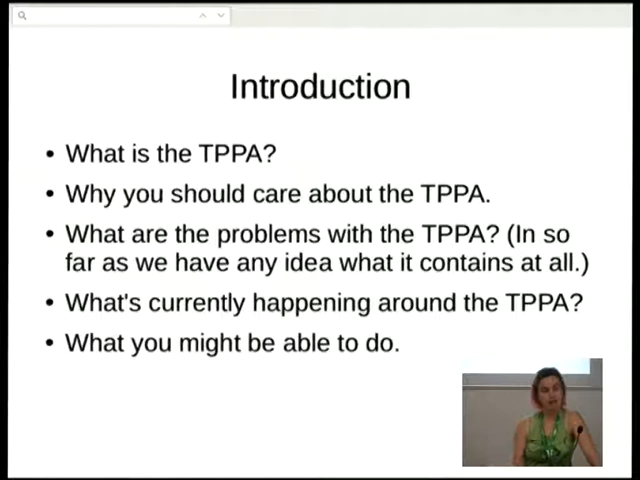 Introduction
• What is the TPPA?
• Why you should care about the TPPA.
• What are the problems with the TPPA? (In so
far as we have any idea what it contains at all.)
• What's currently happening around the TPPA?
• What you might be able to do.